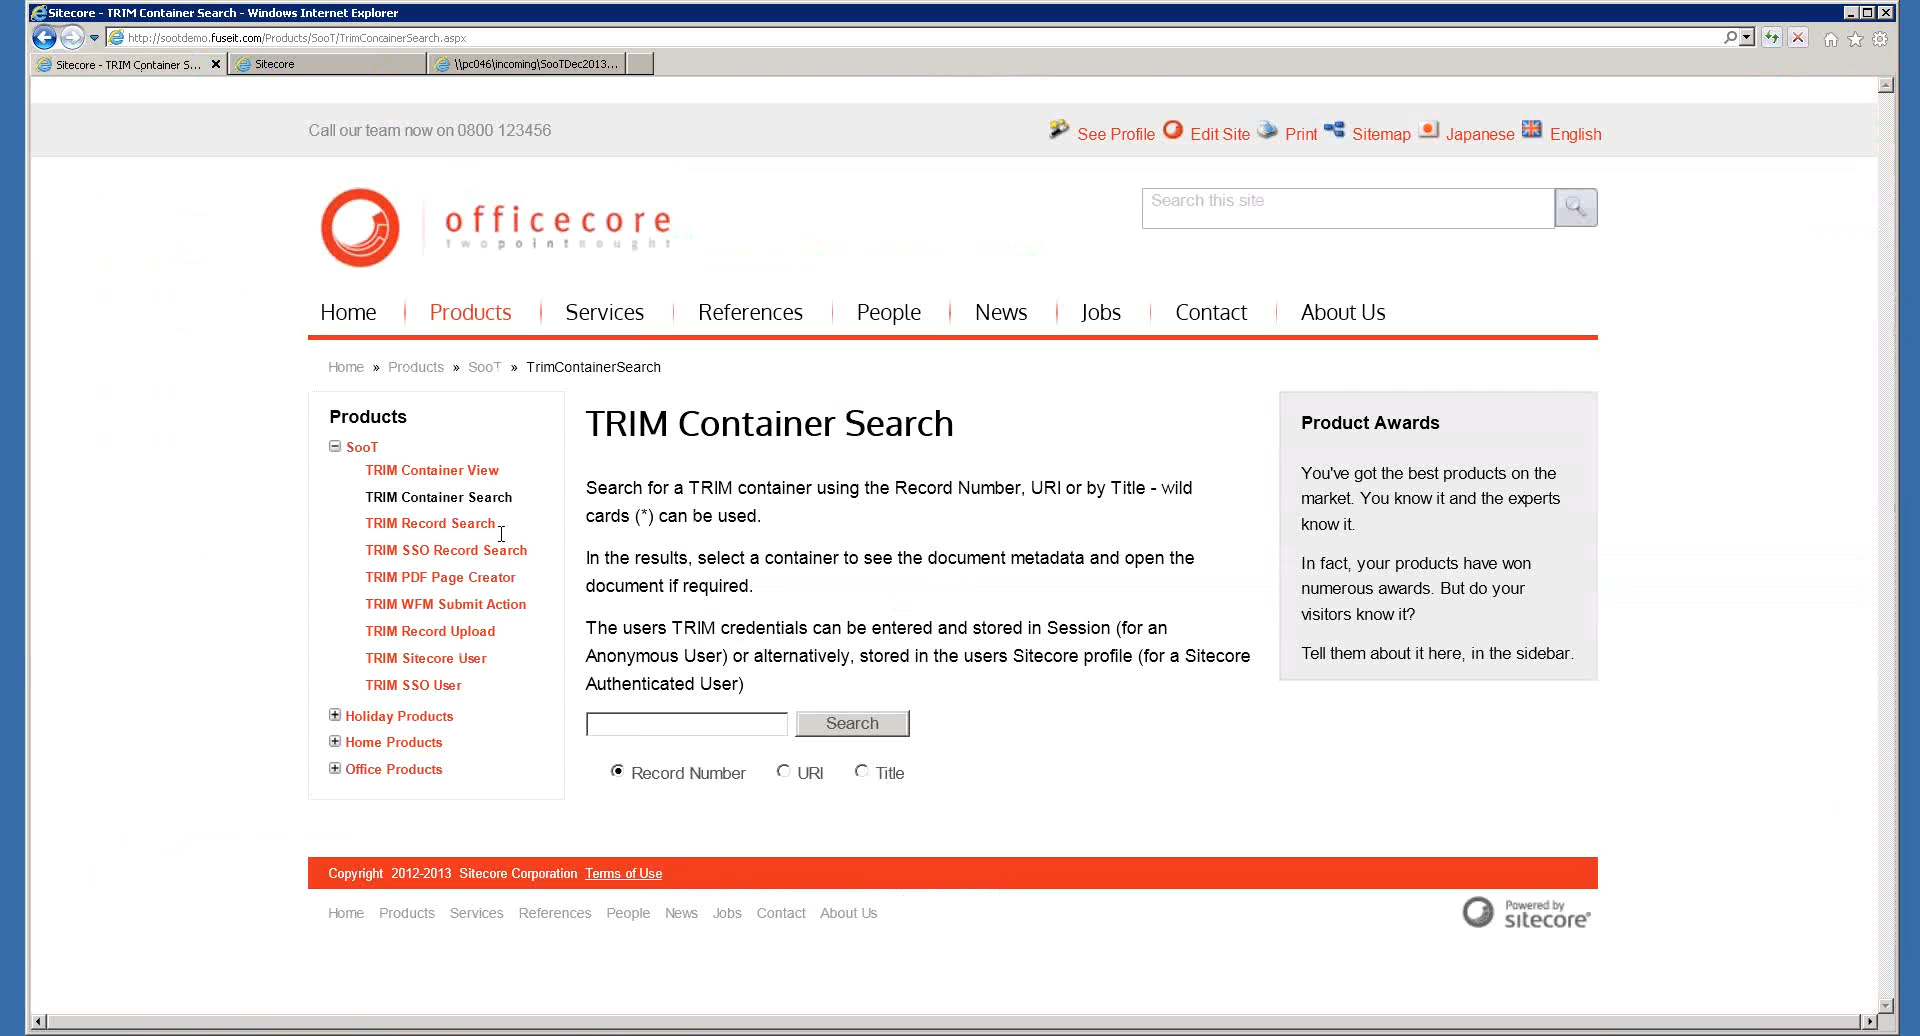 Sitecore - TRIM Container Search - Windows Internet Explorer
http://sootdemo.fuseit.com/Products/SooT/TrimContainerSearch.aspx
Sitecore - TRIM Container S...
Sitecore
\\pc046\incoming\SooTDec2013...
Call our team now on 0800 123456
See Profile
Edit Site
Print
Sitemap
Japanese
English
officecore
twopointnought
Search this site
Home
Products
Services
References
People
News
Jobs
Contact
About Us
Home » Products » SooT » TrimContainerSearch
Products
SooT
TRIM Container View
TRIM Container Search
TRIM Record Search
TRIM SSO Record Search
TRIM PDF Page Creator
TRIM WFM Submit Action
TRIM Record Upload
TRIM Sitecore User
TRIM SSO User
Holiday Products
Home Products
Office Products
TRIM Container Search
Search for a TRIM container using the Record Number, URI or by Title - wild
cards (*) can be used.
In the results, select a container to see the document metadata and open the
document if required.
The users TRIM credentials can be entered and stored in Session (for an
Anonymous User) or alternatively, stored in the users Sitecore profile (for a Sitecore
Authenticated User)
Search
Record Number
URI
Title
Product Awards
You've got the best products on the
market. You know it and the experts
know it.
In fact, your products have won
numerous awards. But do your
visitors know it?
Tell them about it here, in the sidebar.
Copyright 2012-2013 Sitecore Corporation Terms of Use
Home Products Services References People News Jobs Contact About Us
Powered by
sitecore